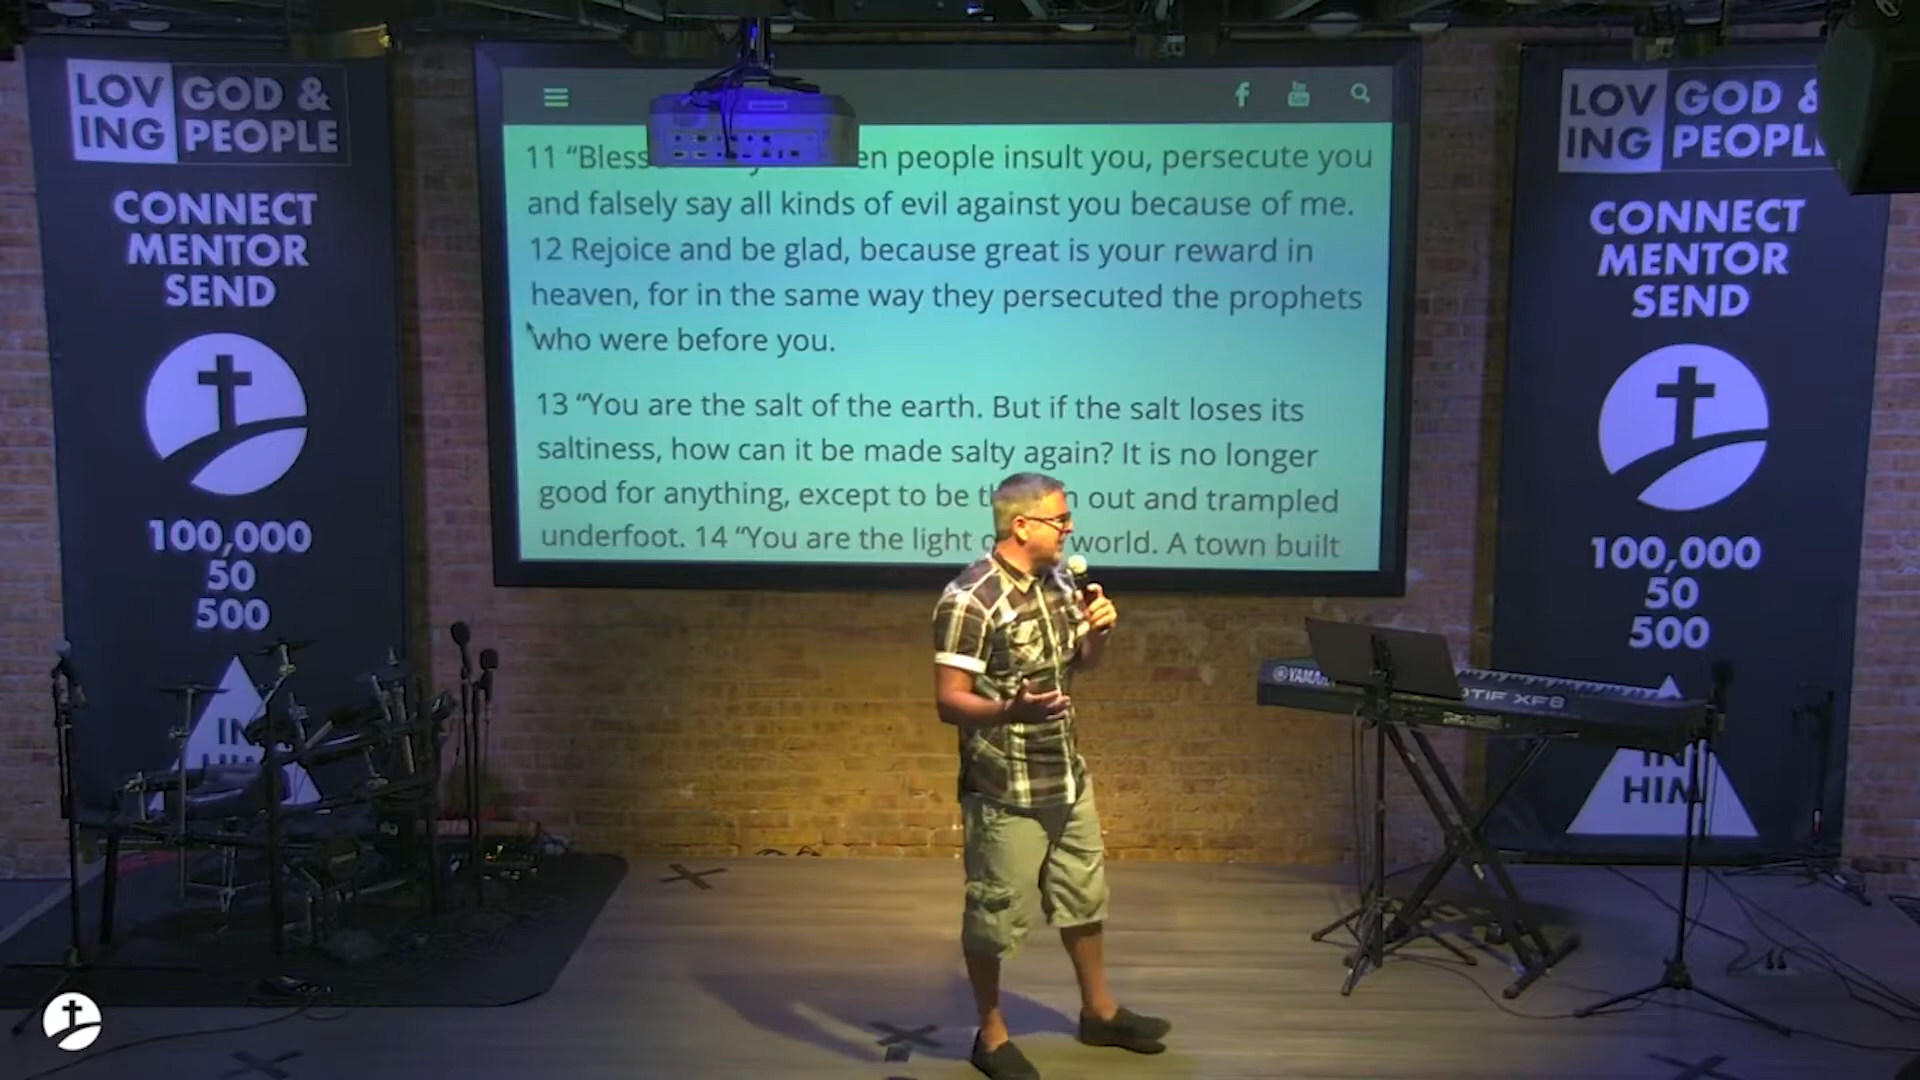 LOV
ING
GOD &
PEOPLE
CONNECT
MENTOR
SEND
100,000
50
500
IN
HIM
11 “Bless en people insult you, persecute you
and falsely say all kinds of evil against you because of me.
12 Rejoice and be glad, because great is your reward in
heaven, for in the same way they persecuted the prophets
who were before you.
13 “You are the salt of the earth. But if the salt loses its
saltiness, how can it be made salty again? It is no longer
good for anything, except to be out and trampled
underfoot. 14 “You are the light world. A town built
LOV
ING
GOD &
PEOPL
CONNECT
MENTOR
SEND
100,000
50
500
IN
HIM
YAMAHA
OTIF XF8